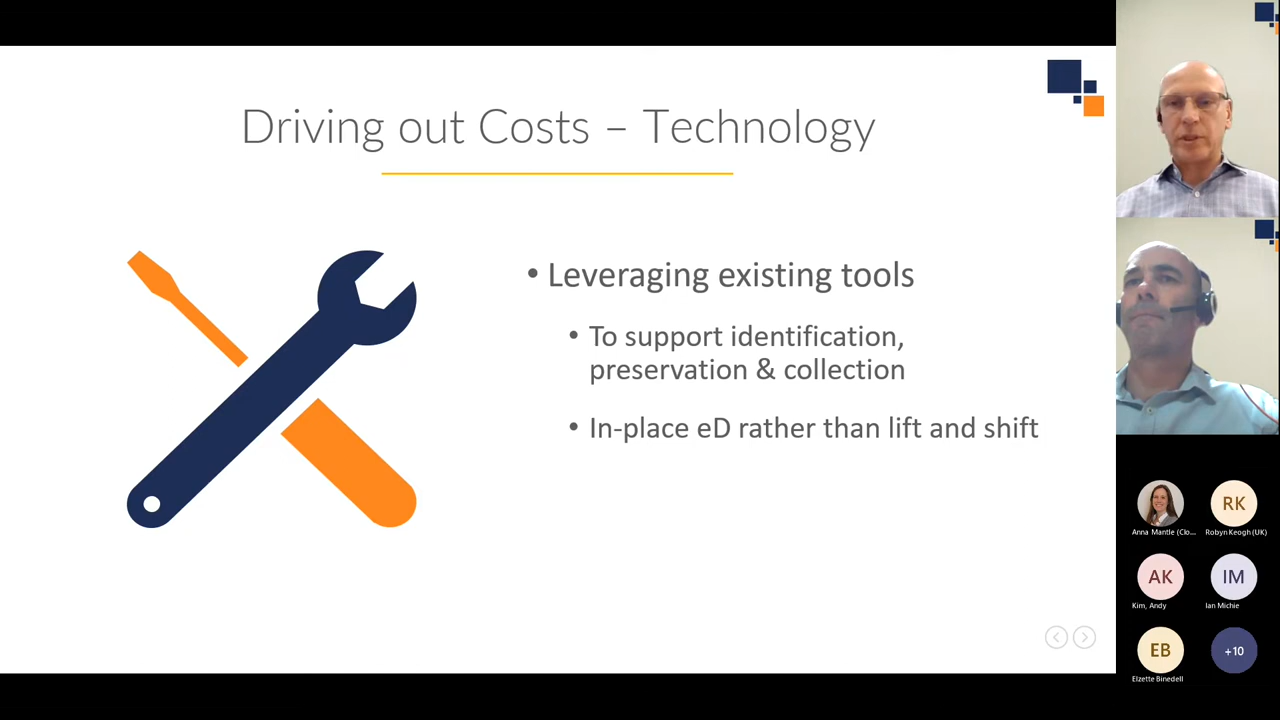 Driving out Costs – Technology
• Leveraging existing tools
• To support identification,
preservation & collection
• In-place eD rather than lift and shift
RK
Anna Mantle (Clo...
Robyn Keogh (UK)
AK
IM
Kim, Andy
Ian Michie
EB
+10
Elzette Binedell